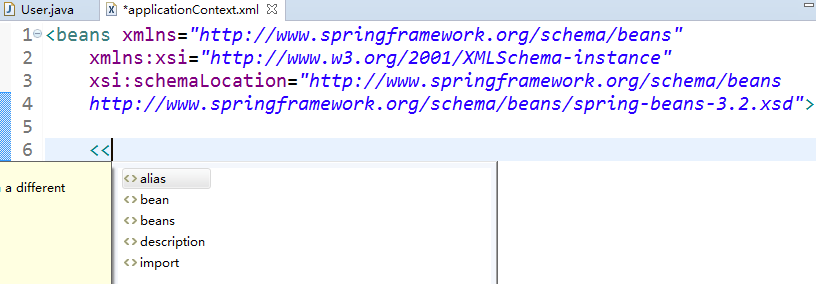 User.java *applicationContext.xml
1 <beans xmlns="http://www.springframework.org/schema/beans"
2 xmlns:xsi="http://www.w3.org/2001/XMLSchema-instance"
3 xsi:schemaLocation="http://www.springframework.org/schema/beans
4 http://www.springframework.org/schema/beans/spring-beans-3.2.xsd">
5
6 <<
a different
<> alias
<> bean
<> beans
<> description
<> import